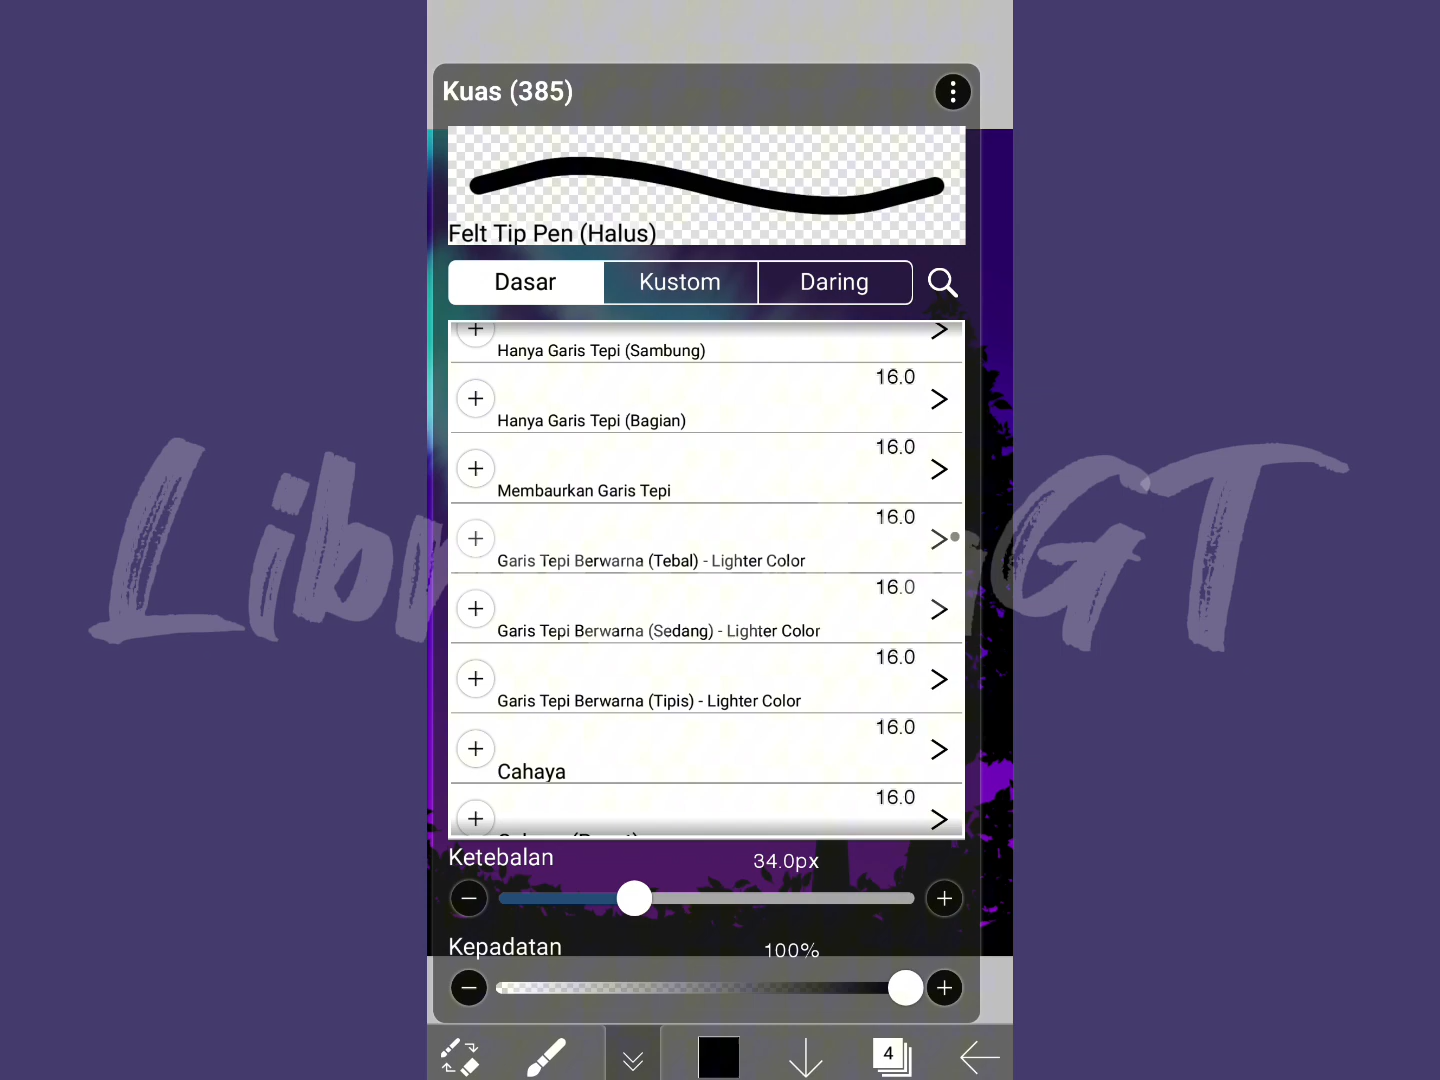 Kuas (385)
Felt Tip Pen (Halus)
Dasar
Kustom
Daring
Hanya Garis Tepi (Sambung)
16.0
Hanya Garis Tepi (Bagian)
16.0
Membaurkan Garis Tepi
16.0
Garis Tepi Berwarna (Tebal) - Lighter Color
16.0
Garis Tepi Berwarna (Sedang) - Lighter Color
16.0
Garis Tepi Berwarna (Tipis) - Lighter Color
16.0
Cahaya
16.0
Ketebalan
34.0px
Kepadatan
100%
4